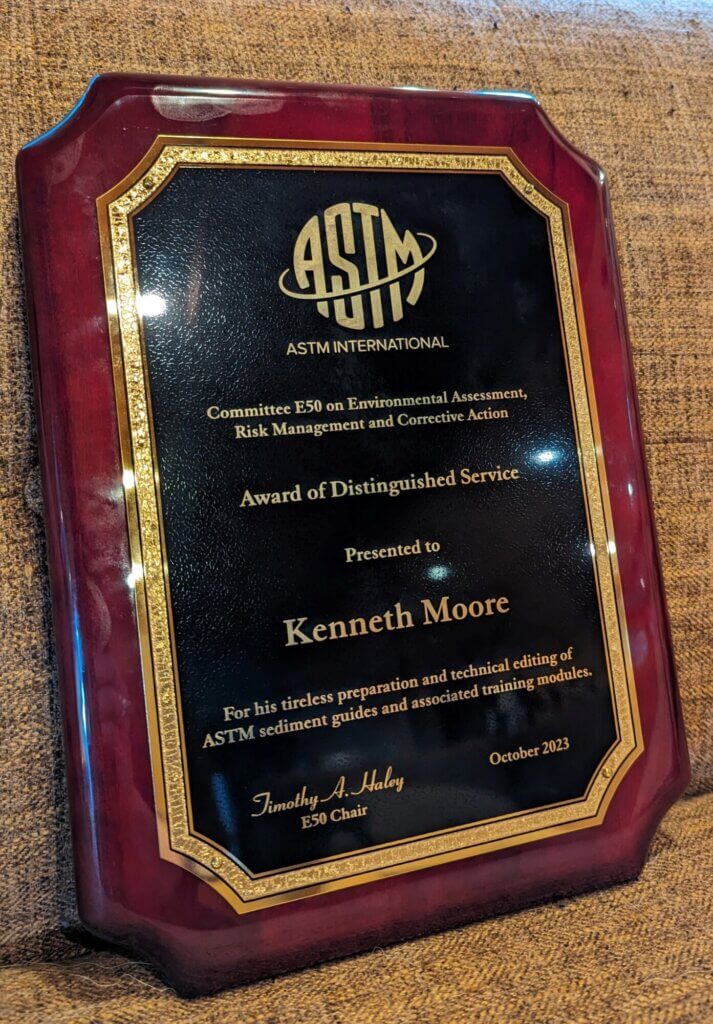 ASTM
ASTM INTERNATIONAL
Committee E50 on Environmental Assessment,
Risk Management and Corrective Action
Award of Distinguished Service
Presented to
Kenneth Moore
For his tireless preparation and technical editing of
ASTM sediment guides and associated training modules.
October 2023
Timothy A. Haley
E50 Chair